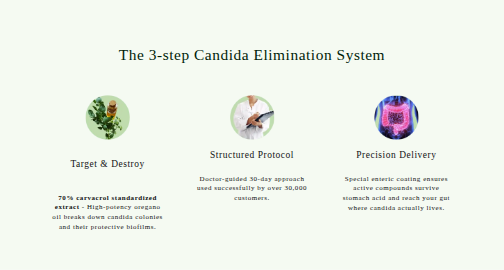 The 3-step Candida Elimination System
Target & Destroy
70% carvacrol standardized
extract - High-potency oregano
oil breaks down candida colonies
and their protective biofilms.
Structured Protocol
Doctor-guided 30-day approach
used successfully by over 30,000
customers.
Precision Delivery
Special enteric coating ensures
active compounds survive
stomach acid and reach your gut
where candida actually lives.